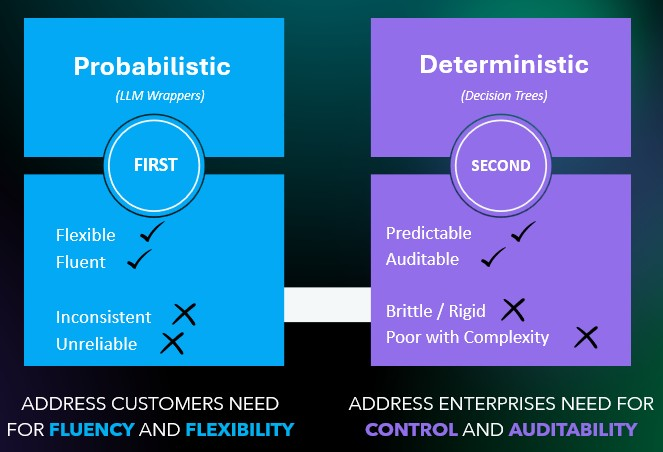 Probabilistic
(LLM Wrappers)
FIRST
Flexible
Fluent
Inconsistent
Unreliable
ADDRESS CUSTOMERS NEED
FOR FLUENCY AND FLEXIBILITY
Deterministic
(Decision Trees)
SECOND
Predictable
Auditable
Brittle / Rigid
Poor with Complexity
ADDRESS ENTERPRISES NEED FOR
CONTROL AND AUDITABILITY